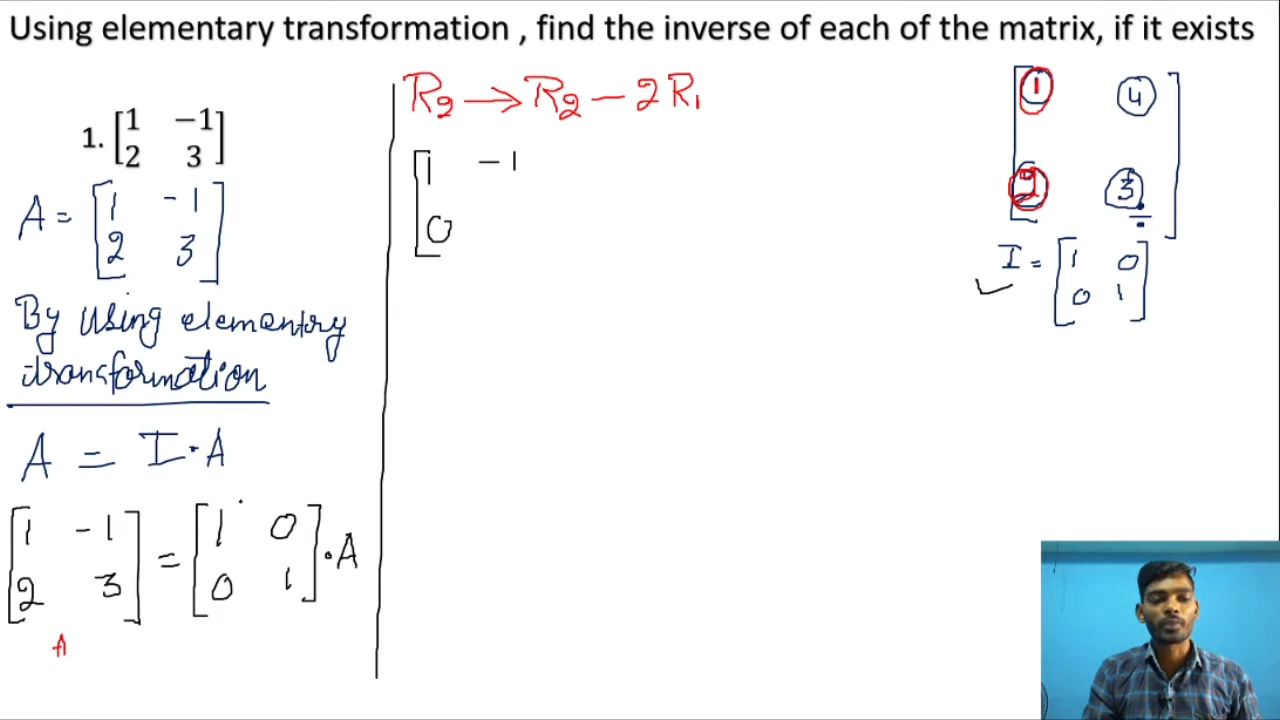 Using elementary transformation , find the inverse of each of the matrix, if it exists
1. [1 −1
2 3]
A = [1 -1
2 3]
By using elementry
transformation
A = I·A
[1 -1
2 3] = [1 0
0 1]·A
A
R2 → R2 − 2R1
[1 −1
0
[1 4
2 3]
I = [1 0
0 1]